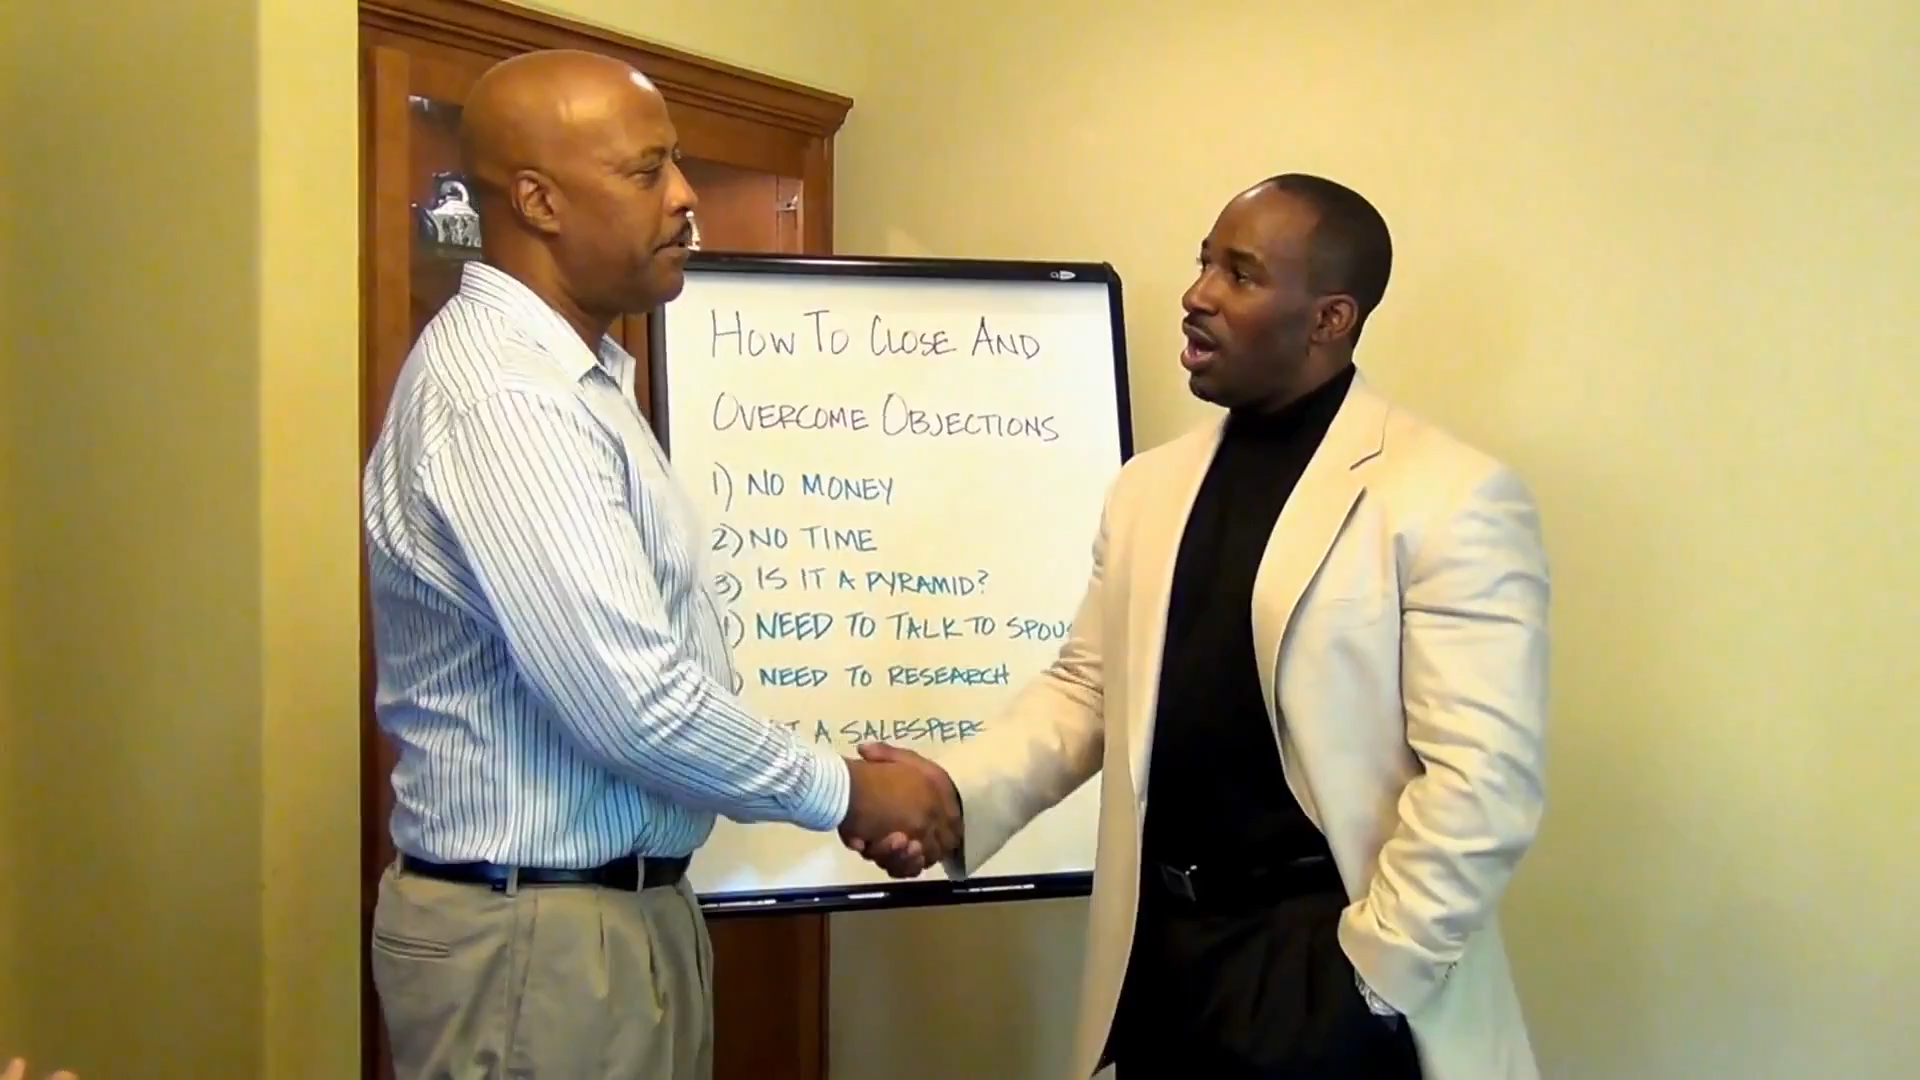 HOW TO CLOSE AND
OVERCOME OBJECTIONS
1) NO MONEY
2) NO TIME
3) IS IT A PYRAMID?
) NEED TO TALK TO
) NEED TO RESEARCH
A